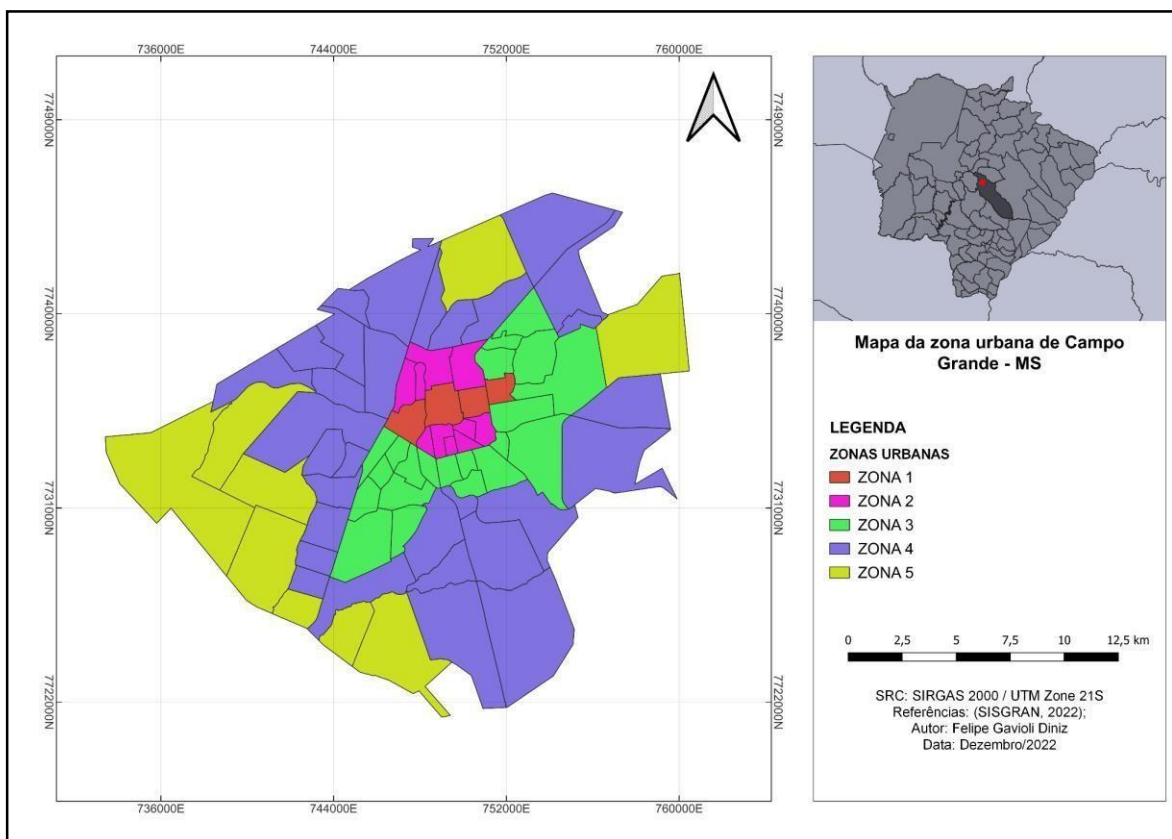 736000E 744000E 752000E 760000E
7749000N 7749000N
7740000N 7740000N
7731000N 7731000N
7722000N 7722000N
736000E 744000E 752000E 760000E
Mapa da zona urbana de Campo
Grande - MS
LEGENDA
ZONAS URBANAS
ZONA 1
ZONA 2
ZONA 3
ZONA 4
ZONA 5
0 2,5 5 7,5 10 12,5 km
SRC: SIRGAS 2000 / UTM Zone 21S
Referências: (SISGRAN, 2022);
Autor: Felipe Gavioli Diniz
Data: Dezembro/2022